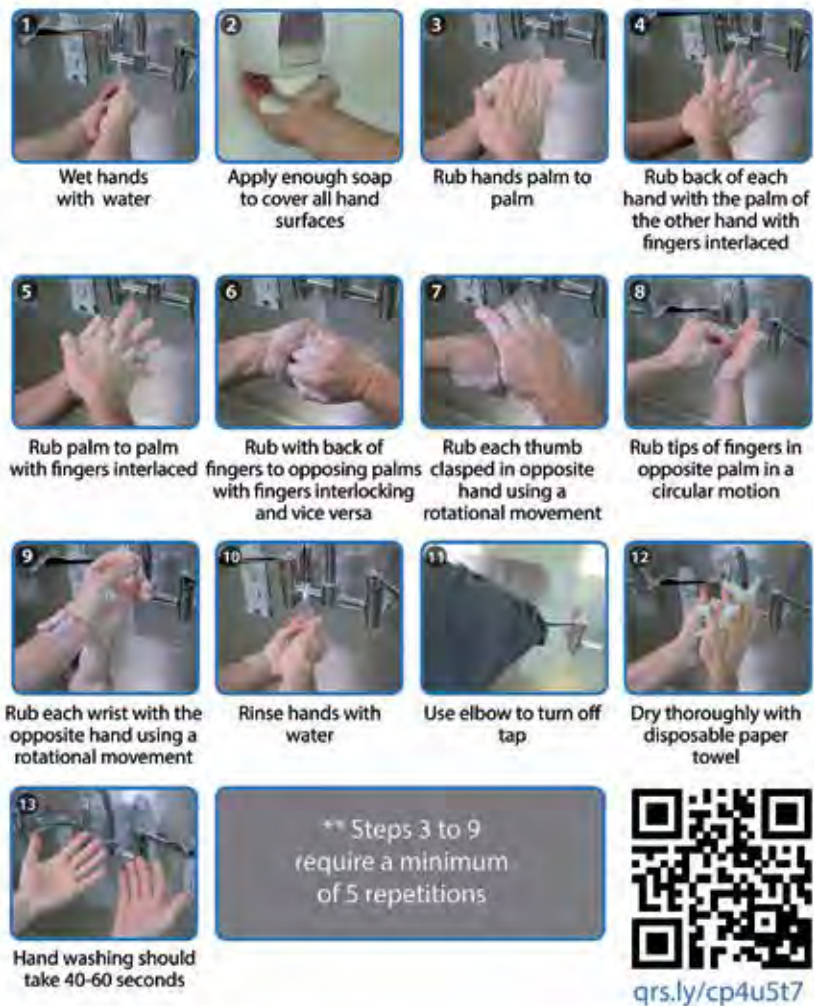 1
Wet hands
with water
2
Apply enough soap
to cover all hand
surfaces
3
Rub hands palm to
palm
4
Rub back of each
hand with the palm of
the other hand with
fingers interlaced
5
Rub palm to palm
with fingers interlaced
6
Rub with back of
fingers to opposing palms
with fingers interlocking
and vice versa
7
Rub each thumb
clasped in opposite
hand using a
rotational movement
8
Rub tips of fingers in
opposite palm in a
circular motion
9
Rub each wrist with the
opposite hand using a
rotational movement
10
Rinse hands with
water
11
Use elbow to turn off
tap
12
Dry thoroughly with
disposable paper
towel
13
Hand washing should
take 40-60 seconds
** Steps 3 to 9
require a minimum
of 5 repetitions
qrs.ly/cp4u5t7